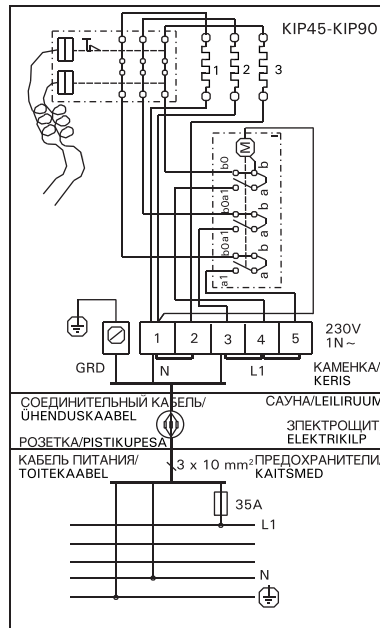 KIP45-KIP90
T
1 2 3
M
b0 b
b0a1 a
b
b0a1 a
b
a1 a
1 2 3 4 5
230V
1N~
GRD N L1
КАМЕНКА/
KERIS
СОЕДИНИТЕЛЬНЫЙ КАБЕЛЬ/
ÜHENDUSKAABEL
САУНА/LEILIRUUM
РОЗЕТКА/PISTIKUPESA
ЗПЕКТРОЩИТ
ELEKTRIKILP
КАБЕЛЬ ПИТАНИЯ/
TOITEKAABEL
3 x 10 mm²
ПРЕДОХРАНИТЕЛИ/
KAITSMED
35A
L1
N